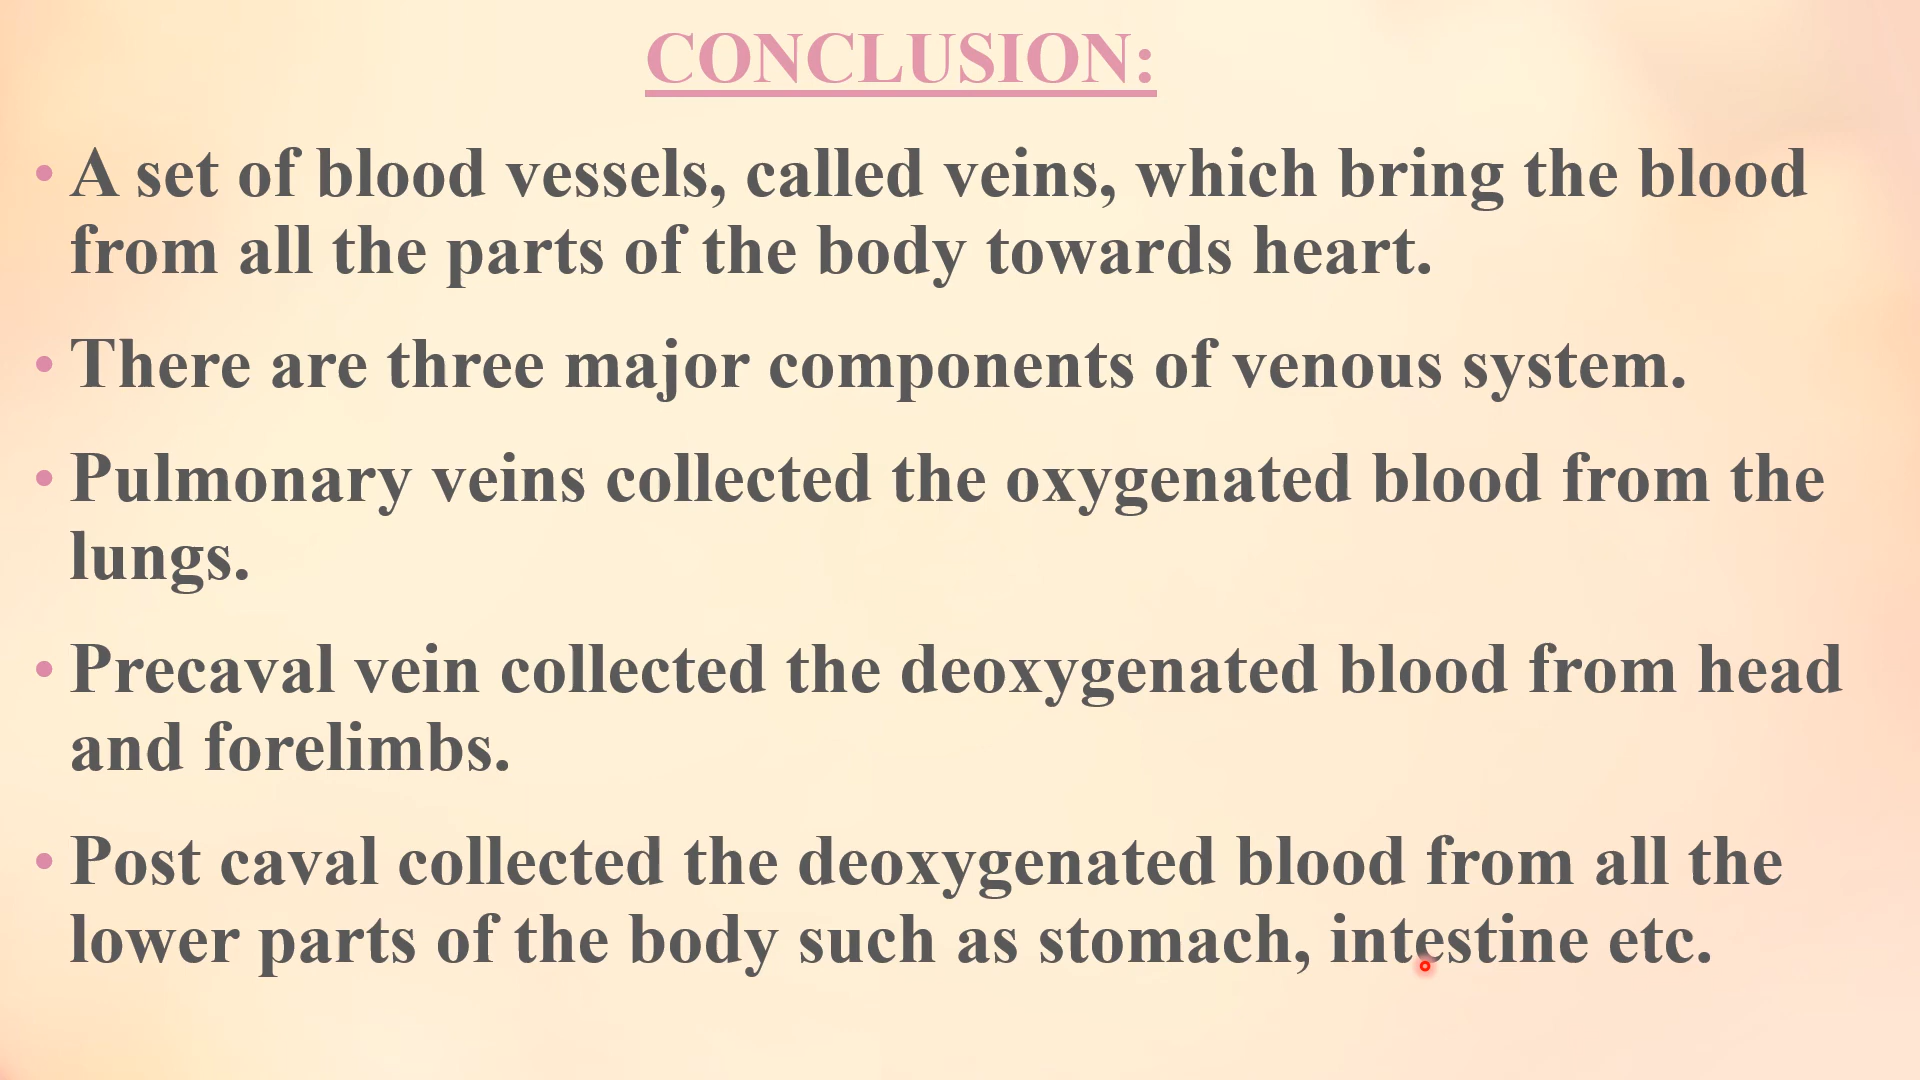 CONCLUSION:
• A set of blood vessels, called veins, which bring the blood
from all the parts of the body towards heart.
• There are three major components of venous system.
• Pulmonary veins collected the oxygenated blood from the
lungs.
• Precaval vein collected the deoxygenated blood from head
and forelimbs.
• Post caval collected the deoxygenated blood from all the
lower parts of the body such as stomach, intestine etc.